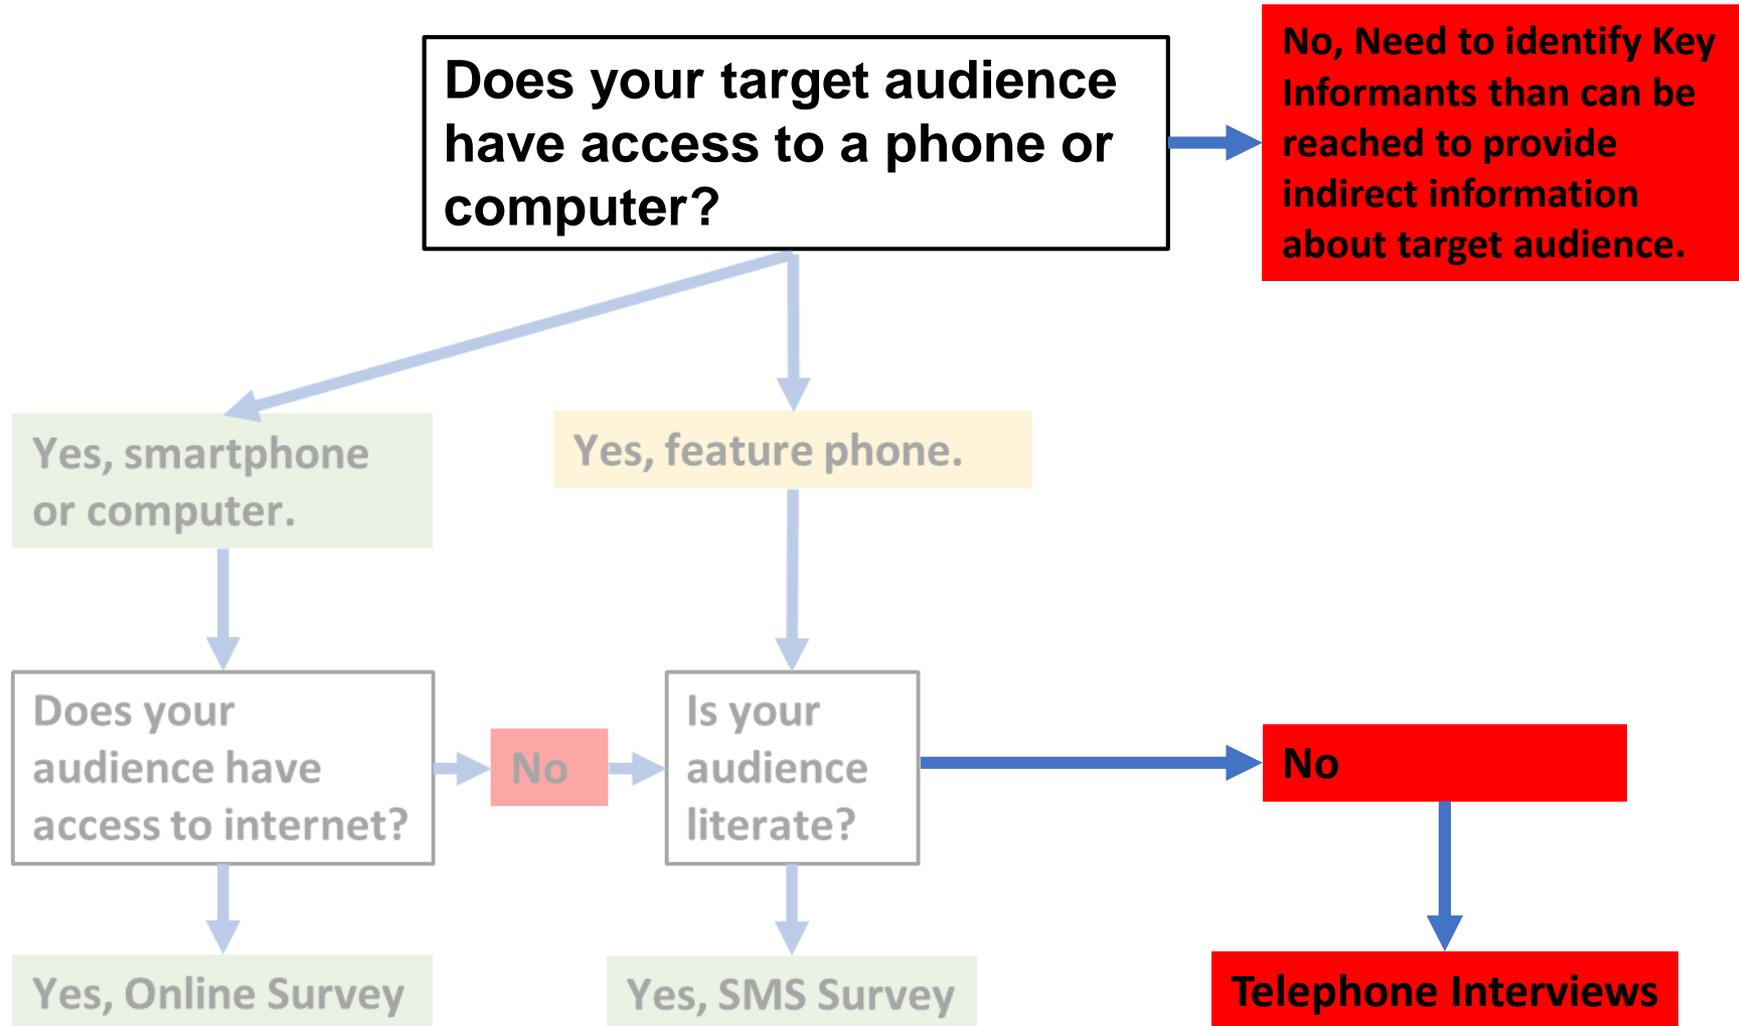 Does your target audience
have access to a phone or
computer?
No, Need to identify Key
Informants than can be
reached to provide
indirect information
about target audience.
Yes, smartphone
or computer.
Yes, feature phone.
Does your
audience have
access to internet?
No
Is your
audience
literate?
No
Yes, Online Survey
Yes, SMS Survey
Telephone Interviews